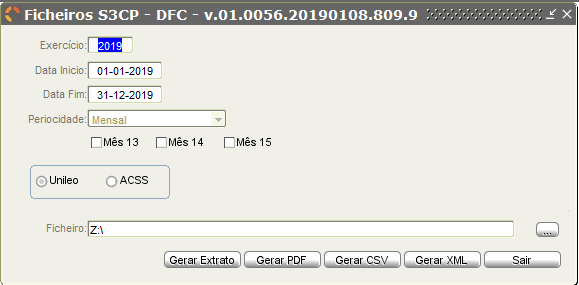 Ficheiros S3CP - DFC - v.01.0056.20190108.809.9
Exercício: 2019
Data Inicio: 01-01-2019
Data Fim: 31-12-2019
Periocidade: Mensal
Mês 13 Mês 14 Mês 15
Unileo ACSS
Ficheiro: Z:\ ...
Gerar Extrato Gerar PDF Gerar CSV Gerar XML Sair